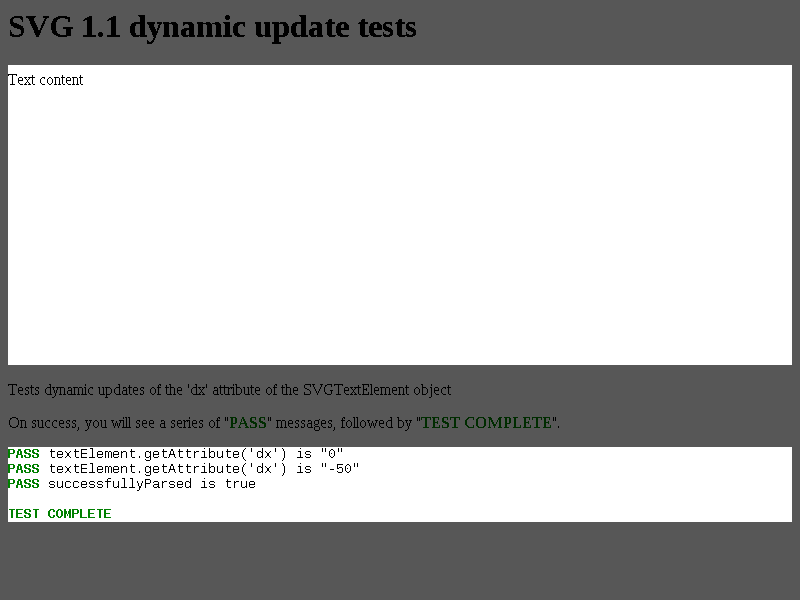 SVG 1.1 dynamic update tests
Text content
Tests dynamic updates of the 'dx' attribute of the SVGTextElement object
On success, you will see a series of "PASS" messages, followed by "TEST COMPLETE".
PASS textElement.getAttribute('dx') is "0"
PASS textElement.getAttribute('dx') is "-50"
PASS successfullyParsed is true
TEST COMPLETE